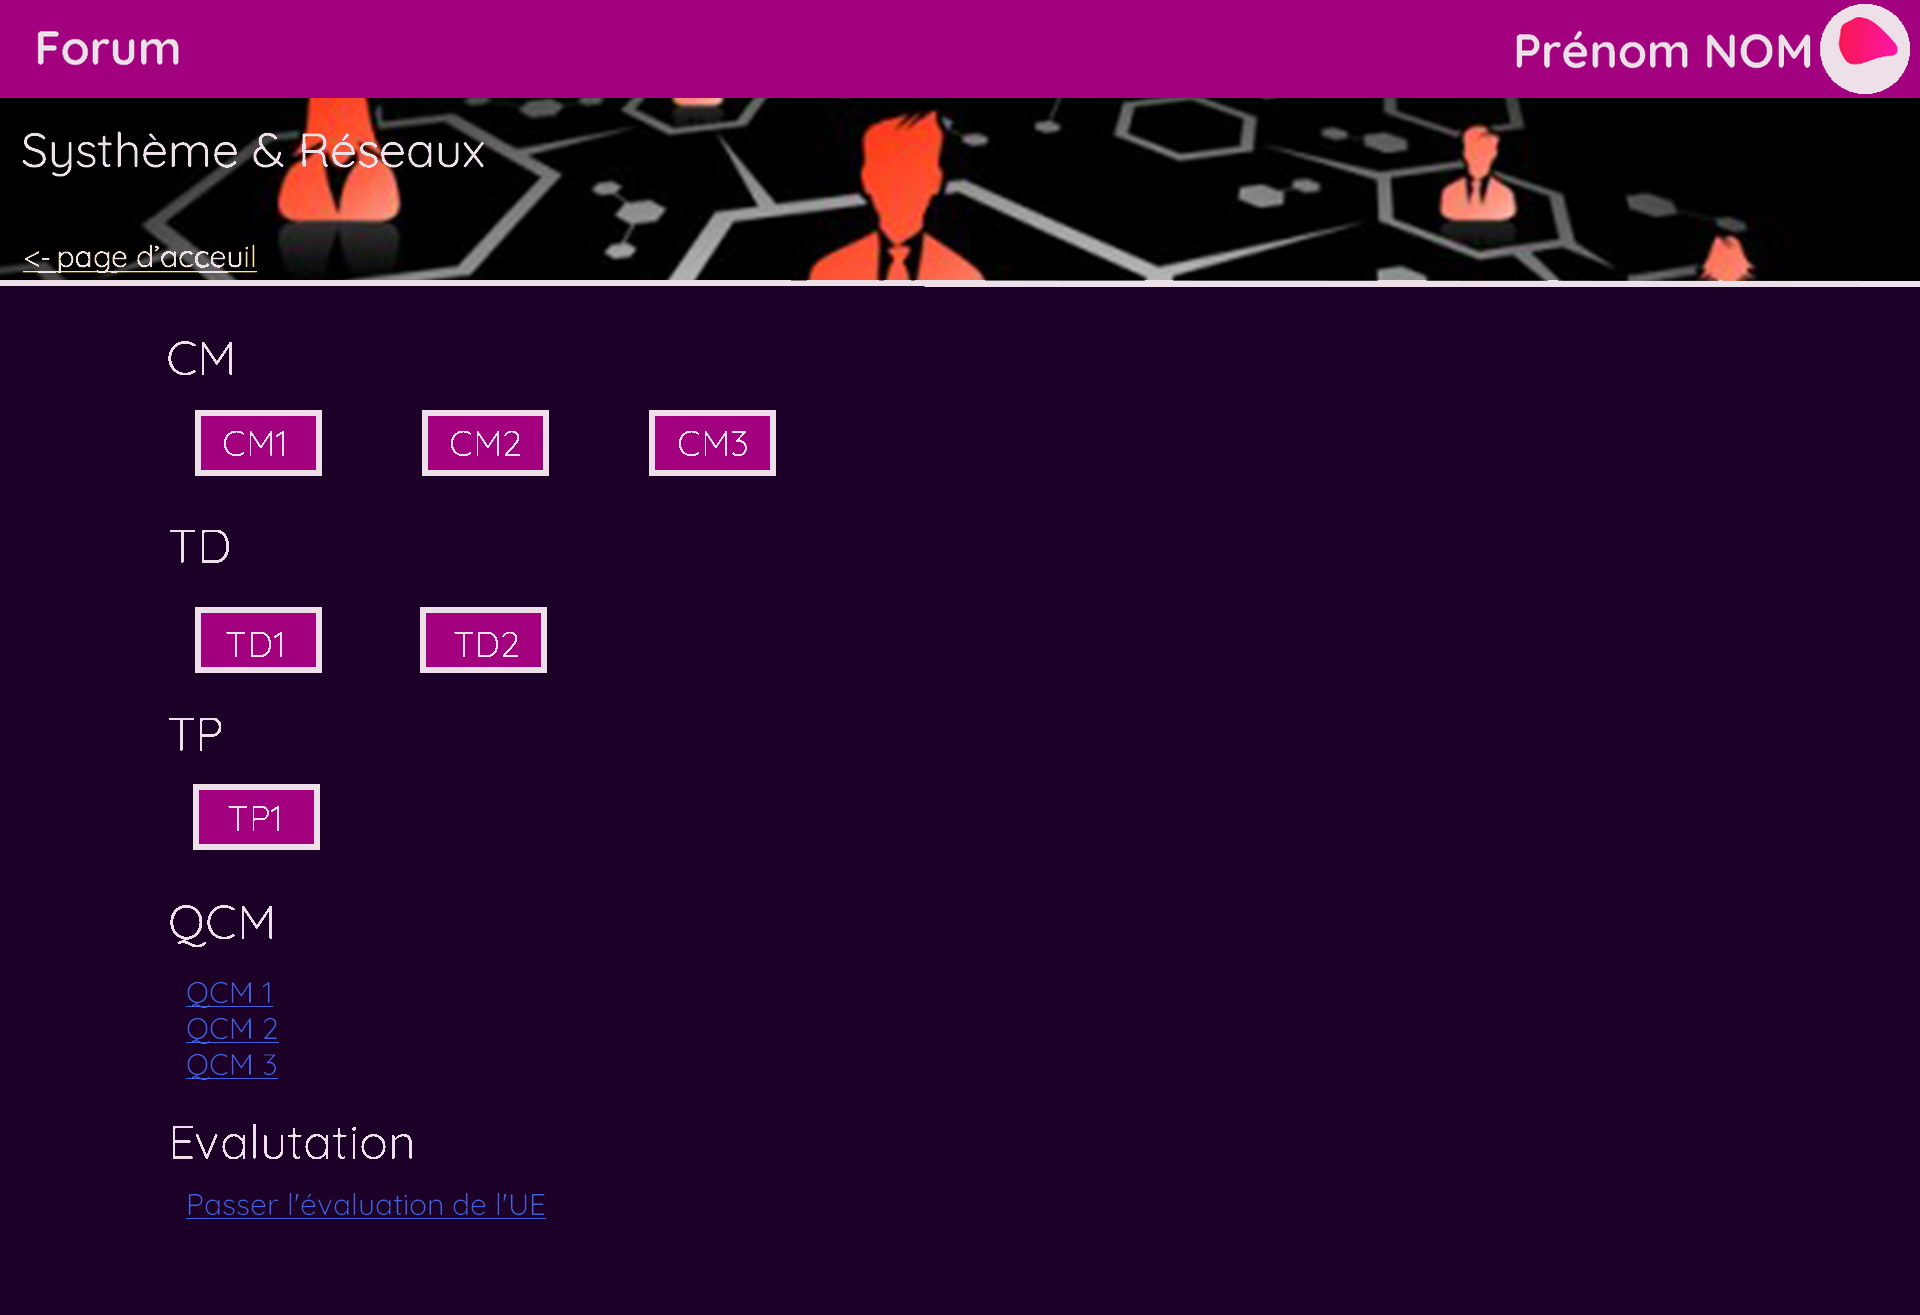 Forum
Prénom NOM
Systhème & Réseaux
<- page d'acceuil
CM
CM1 CM2 CM3
TD
TD1 TD2
TP
TP1
QCM
QCM 1
QCM 2
QCM 3
Evalutation
Passer l'évaluation de l'UE